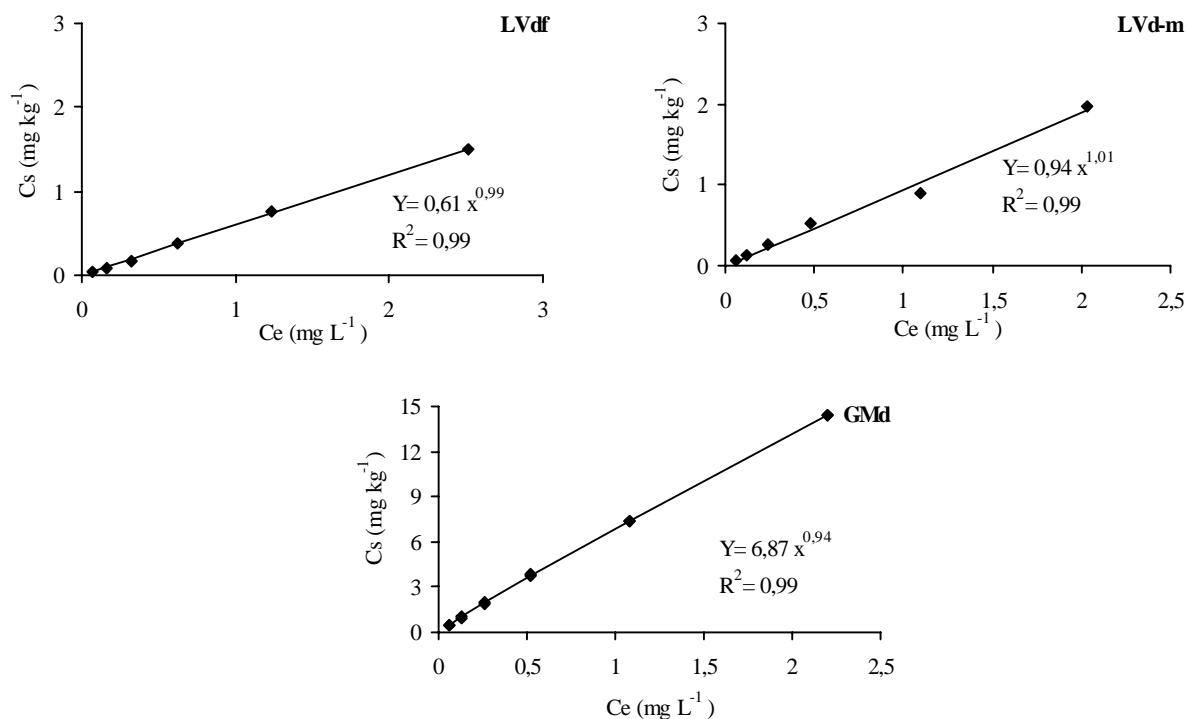 LVdf
3
2
1
0
Cs (mg kg⁻¹)
Y= 0,61 x^0,99
R² = 0,99
0 1 2 3
Ce (mg L⁻¹ )
LVd-m
3
2
1
0
Cs (mg kg⁻¹)
Y= 0,94 x^1,01
R² = 0,99
0 0,5 1 1,5 2 2,5
Ce (mg L⁻¹ )
GMd
15
12
9
6
3
0
Cs (mg kg⁻¹)
Y= 6,87 x^0,94
R² = 0,99
0 0,5 1 1,5 2 2,5
Ce (mg L⁻¹ )